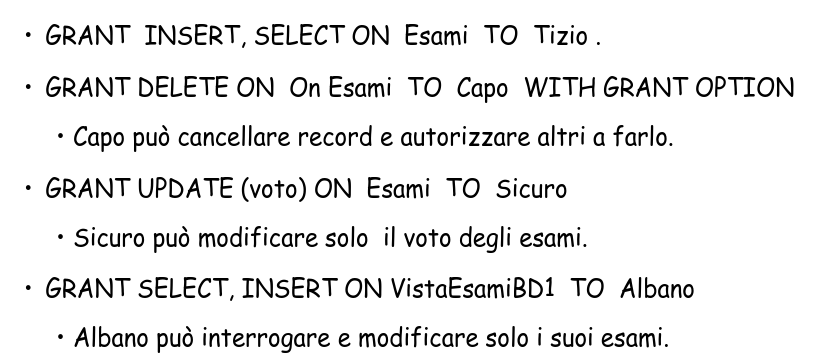 • GRANT INSERT, SELECT ON Esami TO Tizio .
• GRANT DELETE ON On Esami TO Capo WITH GRANT OPTION
• Capo può cancellare record e autorizzare altri a farlo.
• GRANT UPDATE (voto) ON Esami TO Sicuro
• Sicuro può modificare solo il voto degli esami.
• GRANT SELECT, INSERT ON VistaEsamiBD1 TO Albano
• Albano può interrogare e modificare solo i suoi esami.